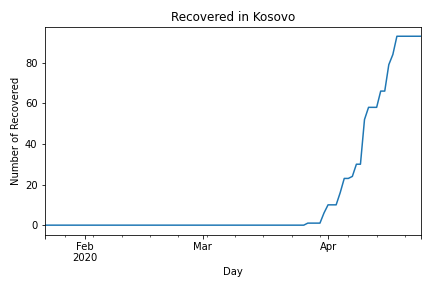 Recovered in Kosovo
Number of Recovered
80
60
40
20
0
Feb
2020
Mar
Apr
Day